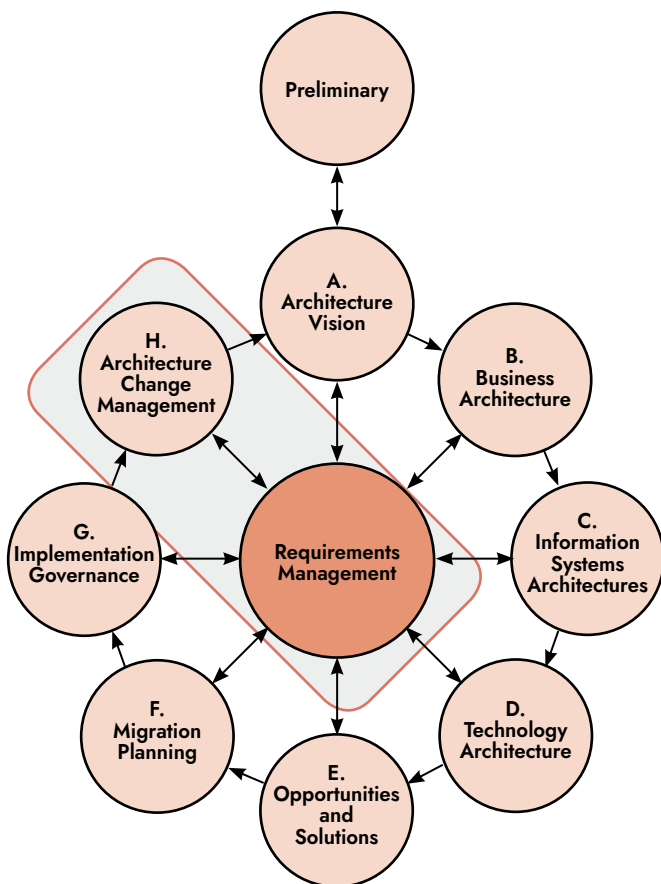 Preliminary
A.
Architecture
Vision
H.
Architecture
Change
Management
B.
Business
Architecture
G.
Implementation
Governance
Requirements
Management
C.
Information
Systems
Architectures
F.
Migration
Planning
D.
Technology
Architecture
E.
Opportunities
and
Solutions